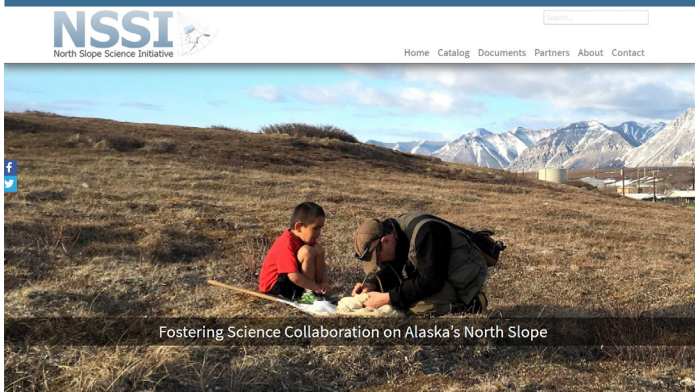 Search...
NSSI
North Slope Science Initiative
Home Catalog Documents Partners About Contact
Fostering Science Collaboration on Alaska's North Slope